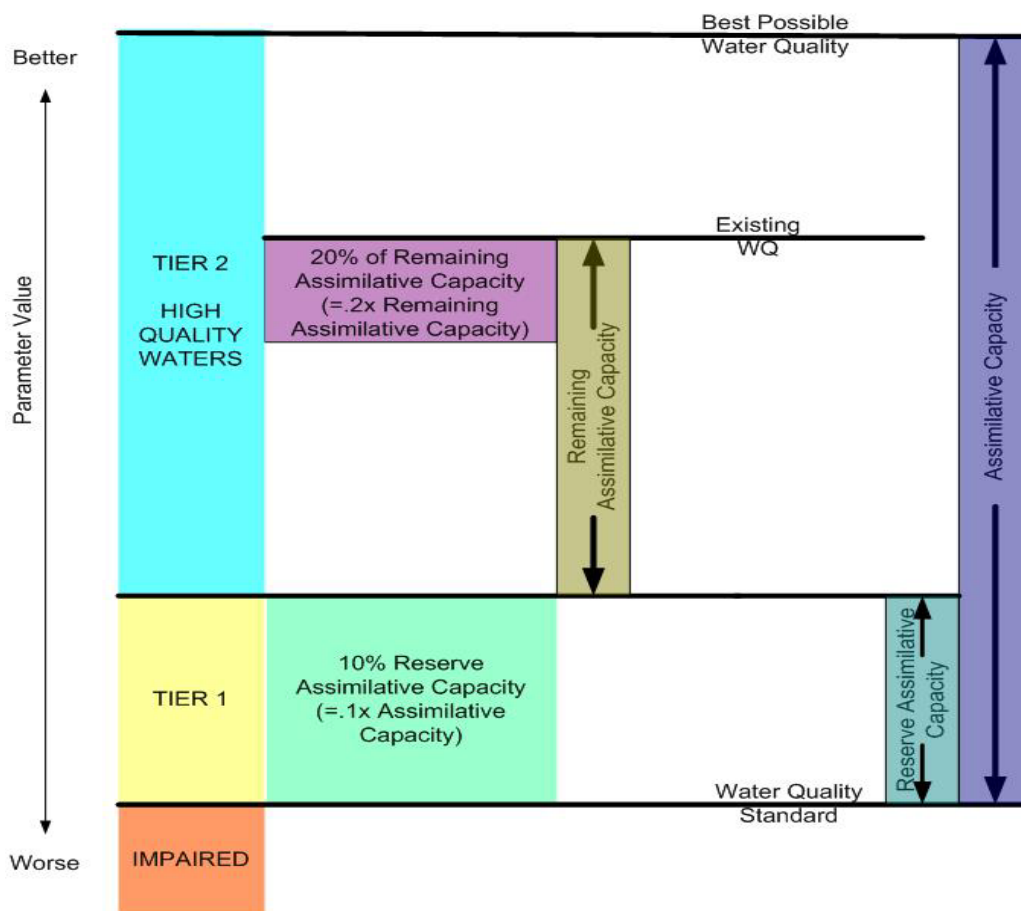 Best Possible
Water Quality
Better
Existing
WQ
20% of Remaining
Assimilative Capacity
(=.2x Remaining
Assimilative Capacity)
TIER 2
HIGH
QUALITY
WATERS
Parameter Value
Remaining
Assimilative Capacity
Assimilative Capacity
TIER 1
10% Reserve
Assimilative Capacity
(=.1x Assimilative
Capacity)
Reserve Assimilative
Capacity
Water Quality
Standard
Worse
IMPAIRED